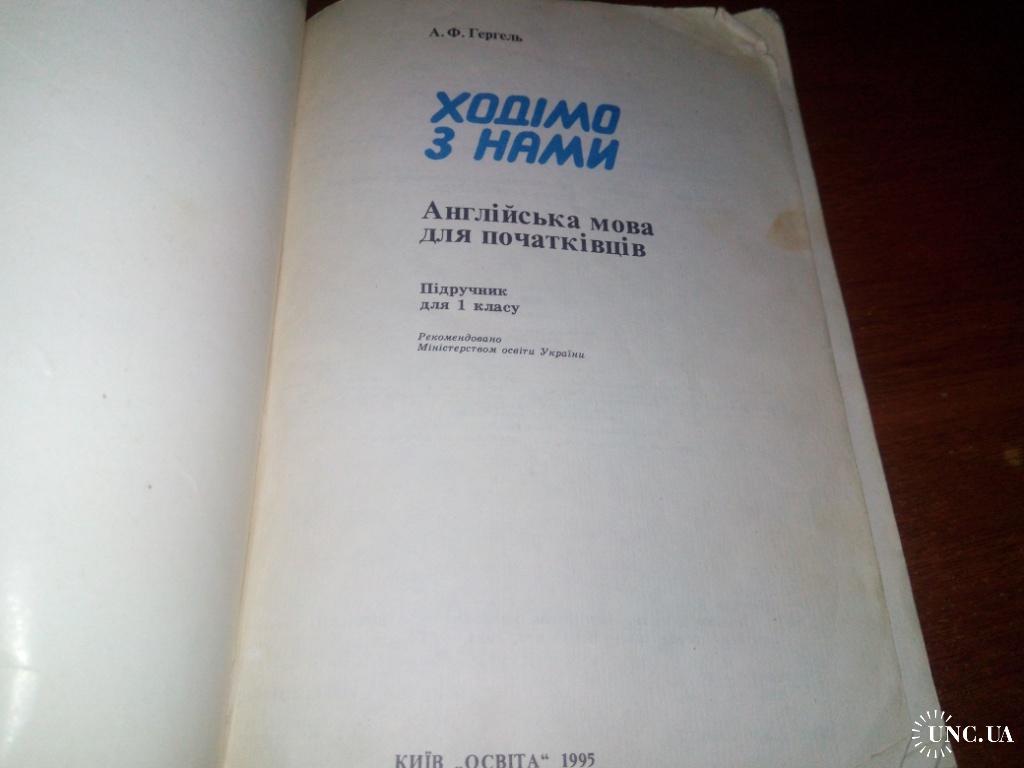 А. Ф. Гергель
ХОДІМО
З НАМИ
Англійська мова
для початківців
Підручник
для 1 класу
Рекомендовано
Міністерством освіти України
КИЇВ „ОСВІТА“ 1995
UNC.UA